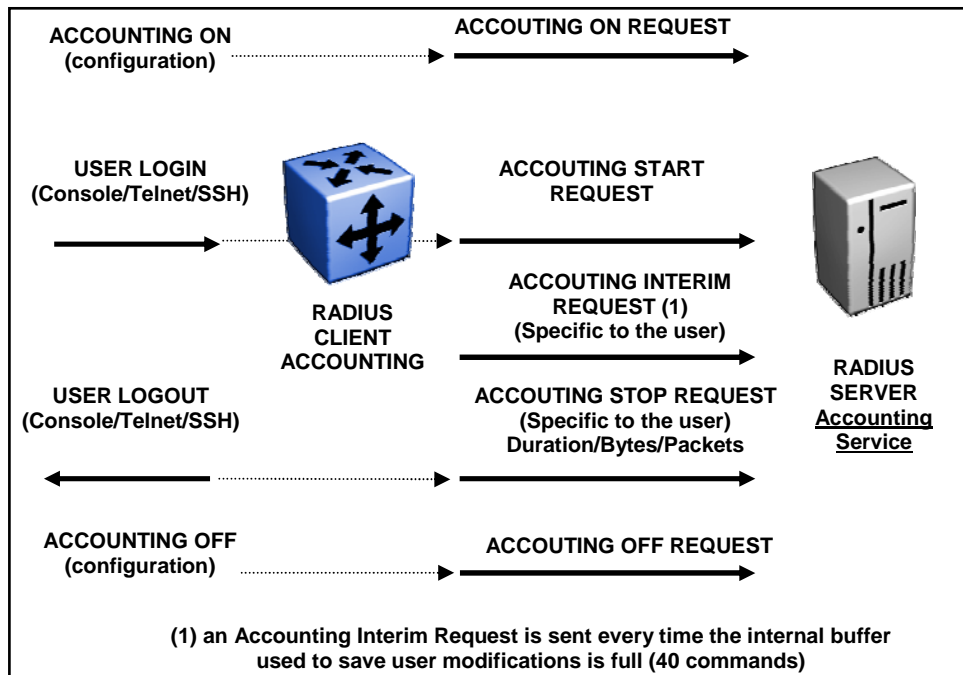 ACCOUNTING ON
(configuration)
ACCOUTING ON REQUEST
USER LOGIN
(Console/Telnet/SSH)
ACCOUTING START
REQUEST
RADIUS
CLIENT
ACCOUNTING
ACCOUTING INTERIM
REQUEST (1)
(Specific to the user)
RADIUS
SERVER
Accounting
Service
USER LOGOUT
(Console/Telnet/SSH)
ACCOUTING STOP REQUEST
(Specific to the user)
Duration/Bytes/Packets
ACCOUNTING OFF
(configuration)
ACCOUTING OFF REQUEST
(1) an Accounting Interim Request is sent every time the internal buffer
used to save user modifications is full (40 commands)